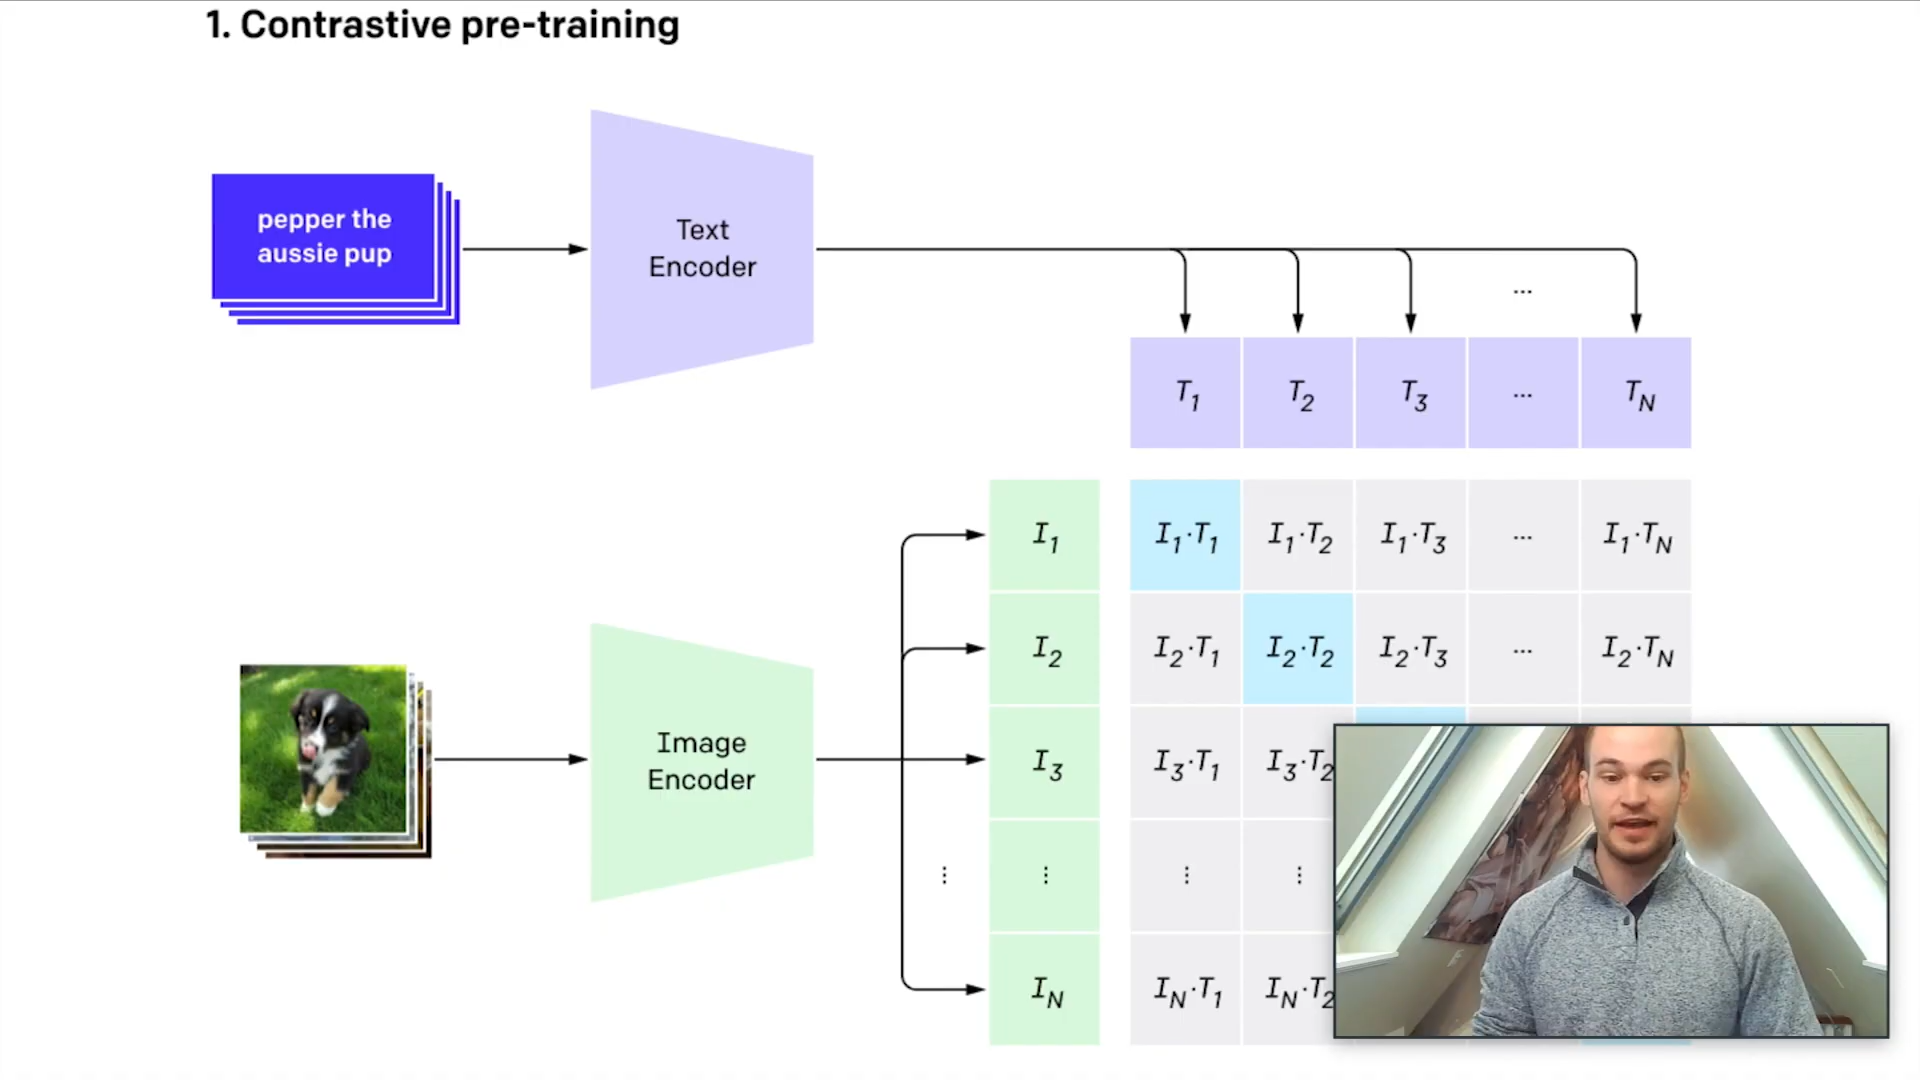 1. Contrastive pre-training
pepper the
aussie pup
Text
Encoder
...
T1 T2 T3 ... TN
I1 I1·T1 I1·T2 I1·T3 ... I1·TN
I2 I2·T1 I2·T2 I2·T3 ... I2·TN
Image
Encoder
I3 I3·T1 I3·T2
⋮ ⋮ ⋮ ⋮
IN IN·T1 IN·T2